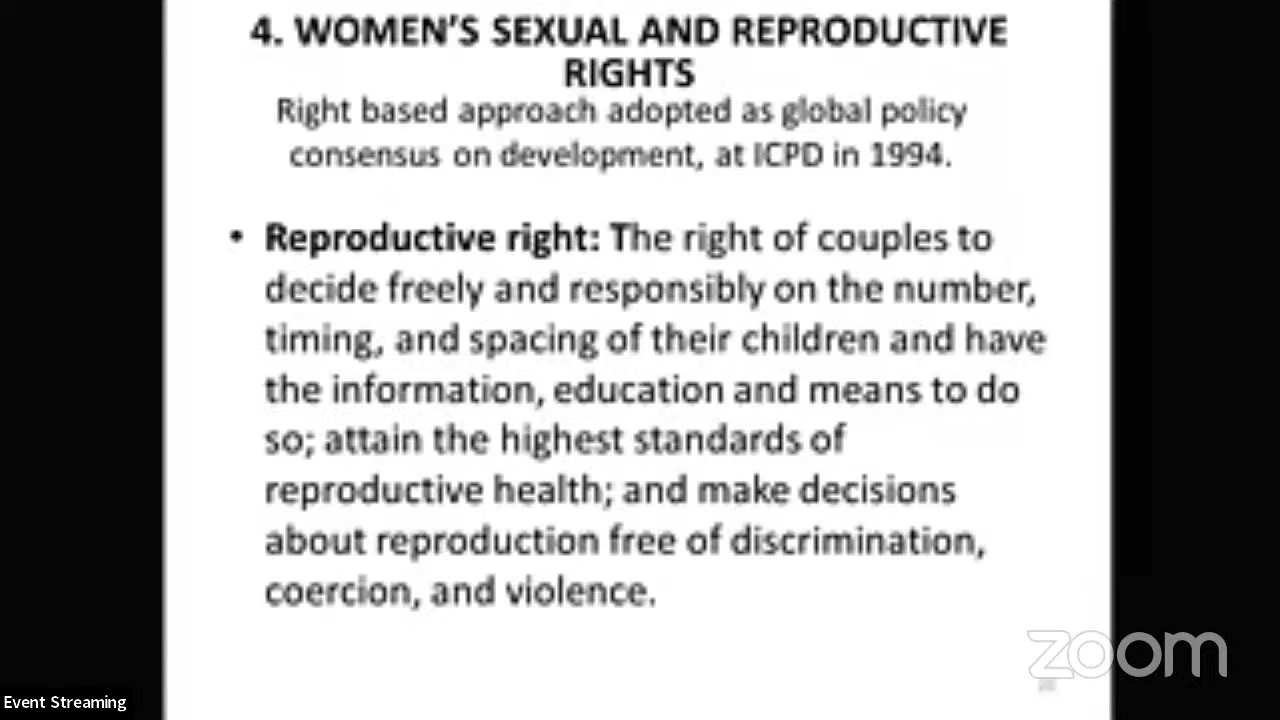 4. WOMEN'S SEXUAL AND REPRODUCTIVE
RIGHTS
Right based approach adopted as global policy
consensus on development, at ICPD in 1994.
• Reproductive right: The right of couples to
decide freely and responsibly on the number,
timing, and spacing of their children and have
the information, education and means to do
so; attain the highest standards of
reproductive health; and make decisions
about reproduction free of discrimination,
coercion, and violence.
zoom
Event Streaming